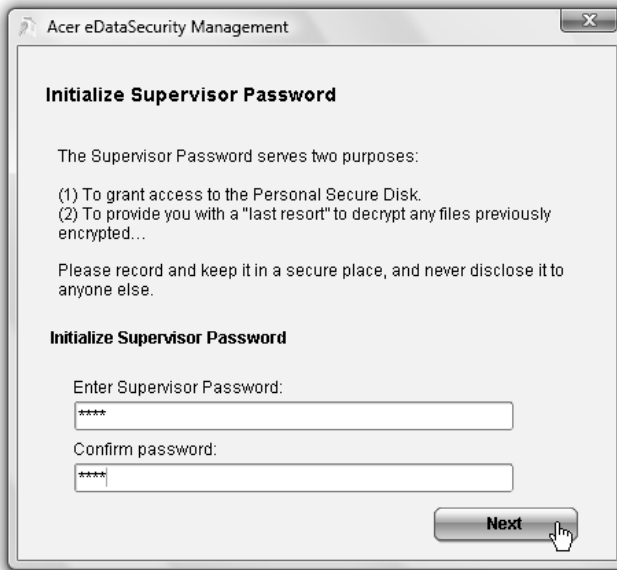 Acer eDataSecurity Management
X
Initialize Supervisor Password
The Supervisor Password serves two purposes:
(1) To grant access to the Personal Secure Disk.
(2) To provide you with a "last resort" to decrypt any files previously
encrypted...
Please record and keep it in a secure place, and never disclose it to
anyone else.
Initialize Supervisor Password
Enter Supervisor Password:
****
Confirm password:
****
Next